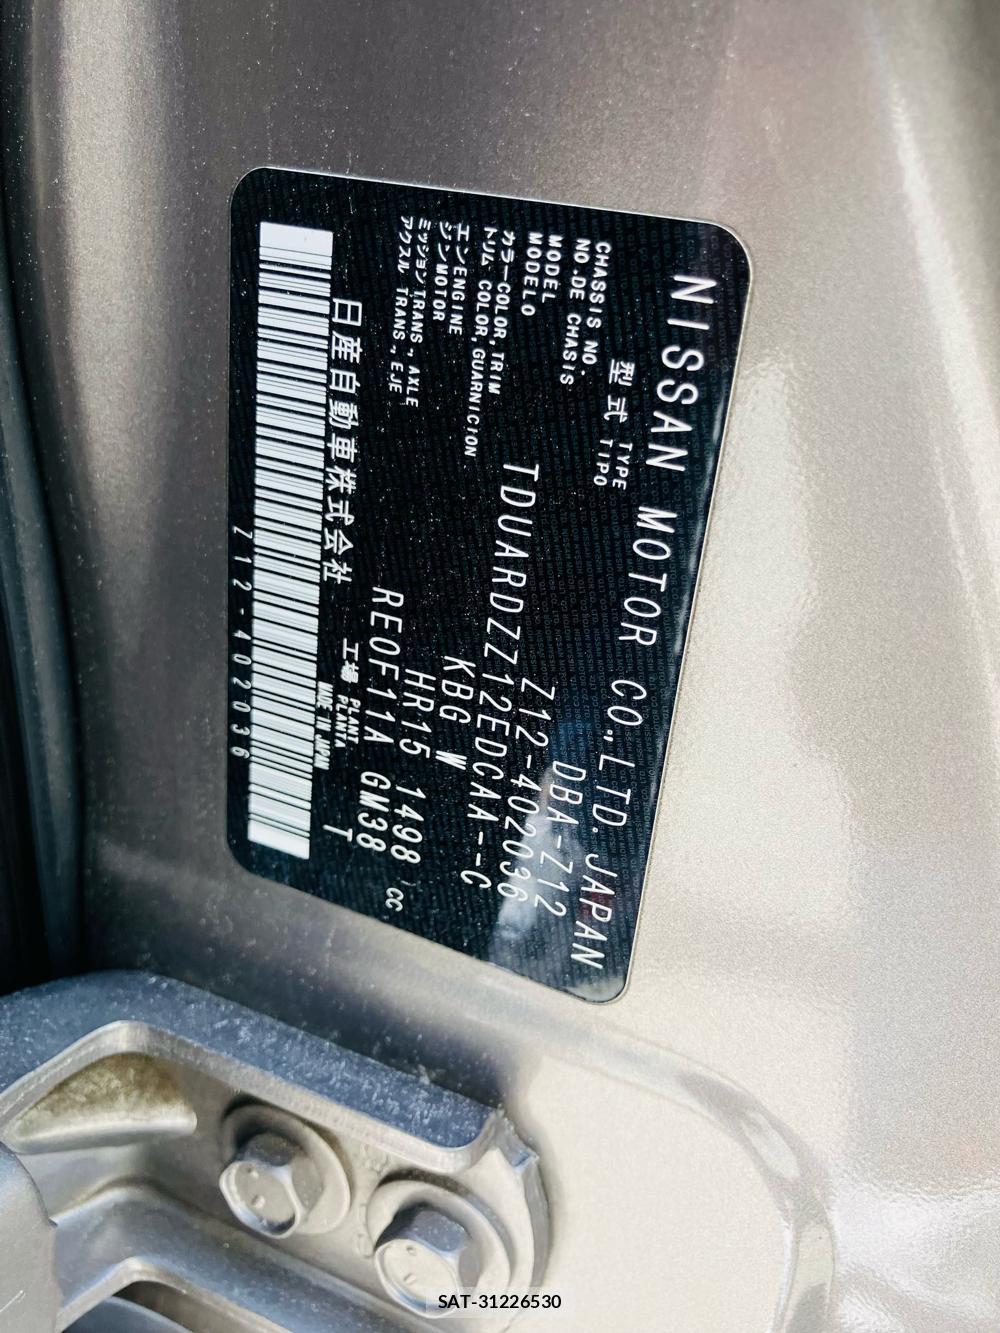 NISSAN MOTOR CO.,LTD. JAPAN
型式 TYPE DBA-Z12
TIPO
CHASSIS NO. Z12-402036
NO.DE CHASIS
MODEL TDUARDZZ12EDCAA--C
MODELO
カラー COLOR,TRIM KBG W
トリム COLOR,GUARNICION
エン ENGINE HR15 1498 cc
ジン MOTOR
ミッション TRANS., AXLE RE0F11A GM38
アクスル TRANS., EJE
工場 PLANT T
PLANTA
日産自動車株式会社 MADE IN JAPAN
Z12-402036
SAT-31226530